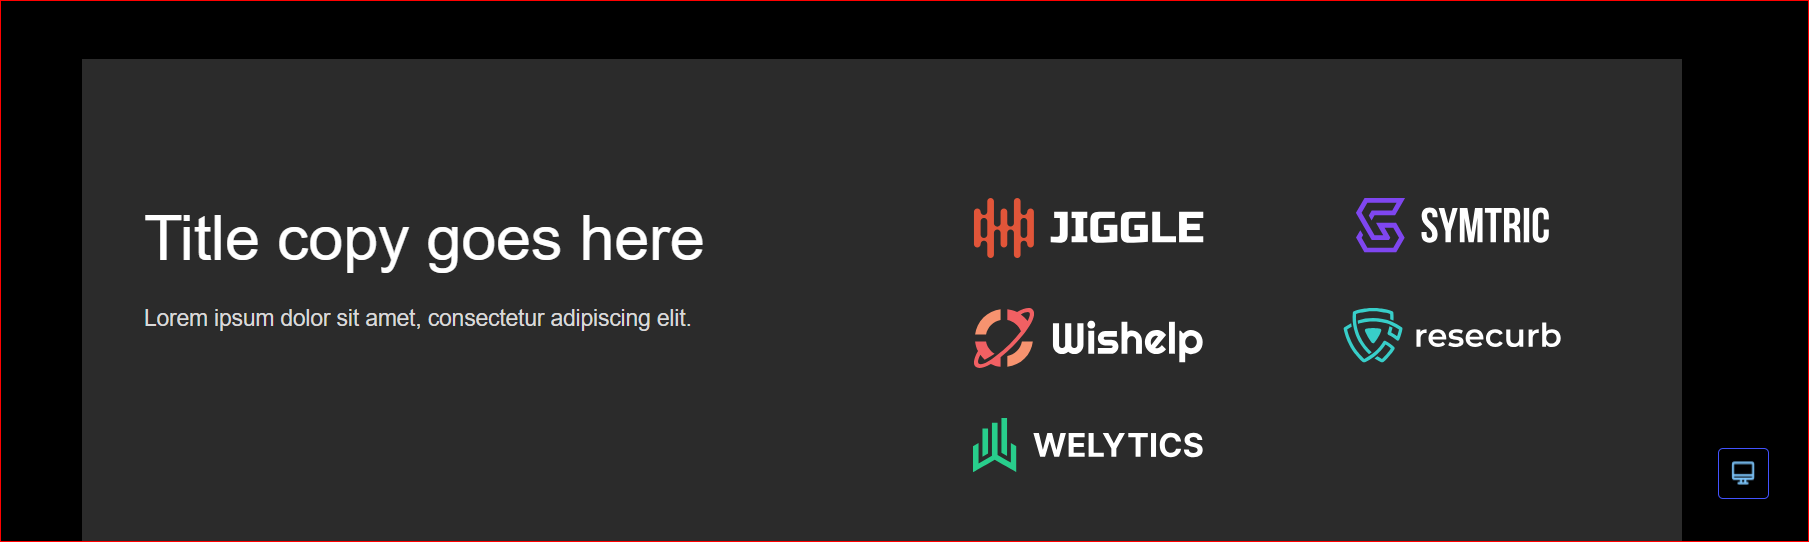 Title copy goes here
Lorem ipsum dolor sit amet, consectetur adipiscing elit.
JIGGLE
SYMTRIC
Wishelp
resecurb
WELYTICS